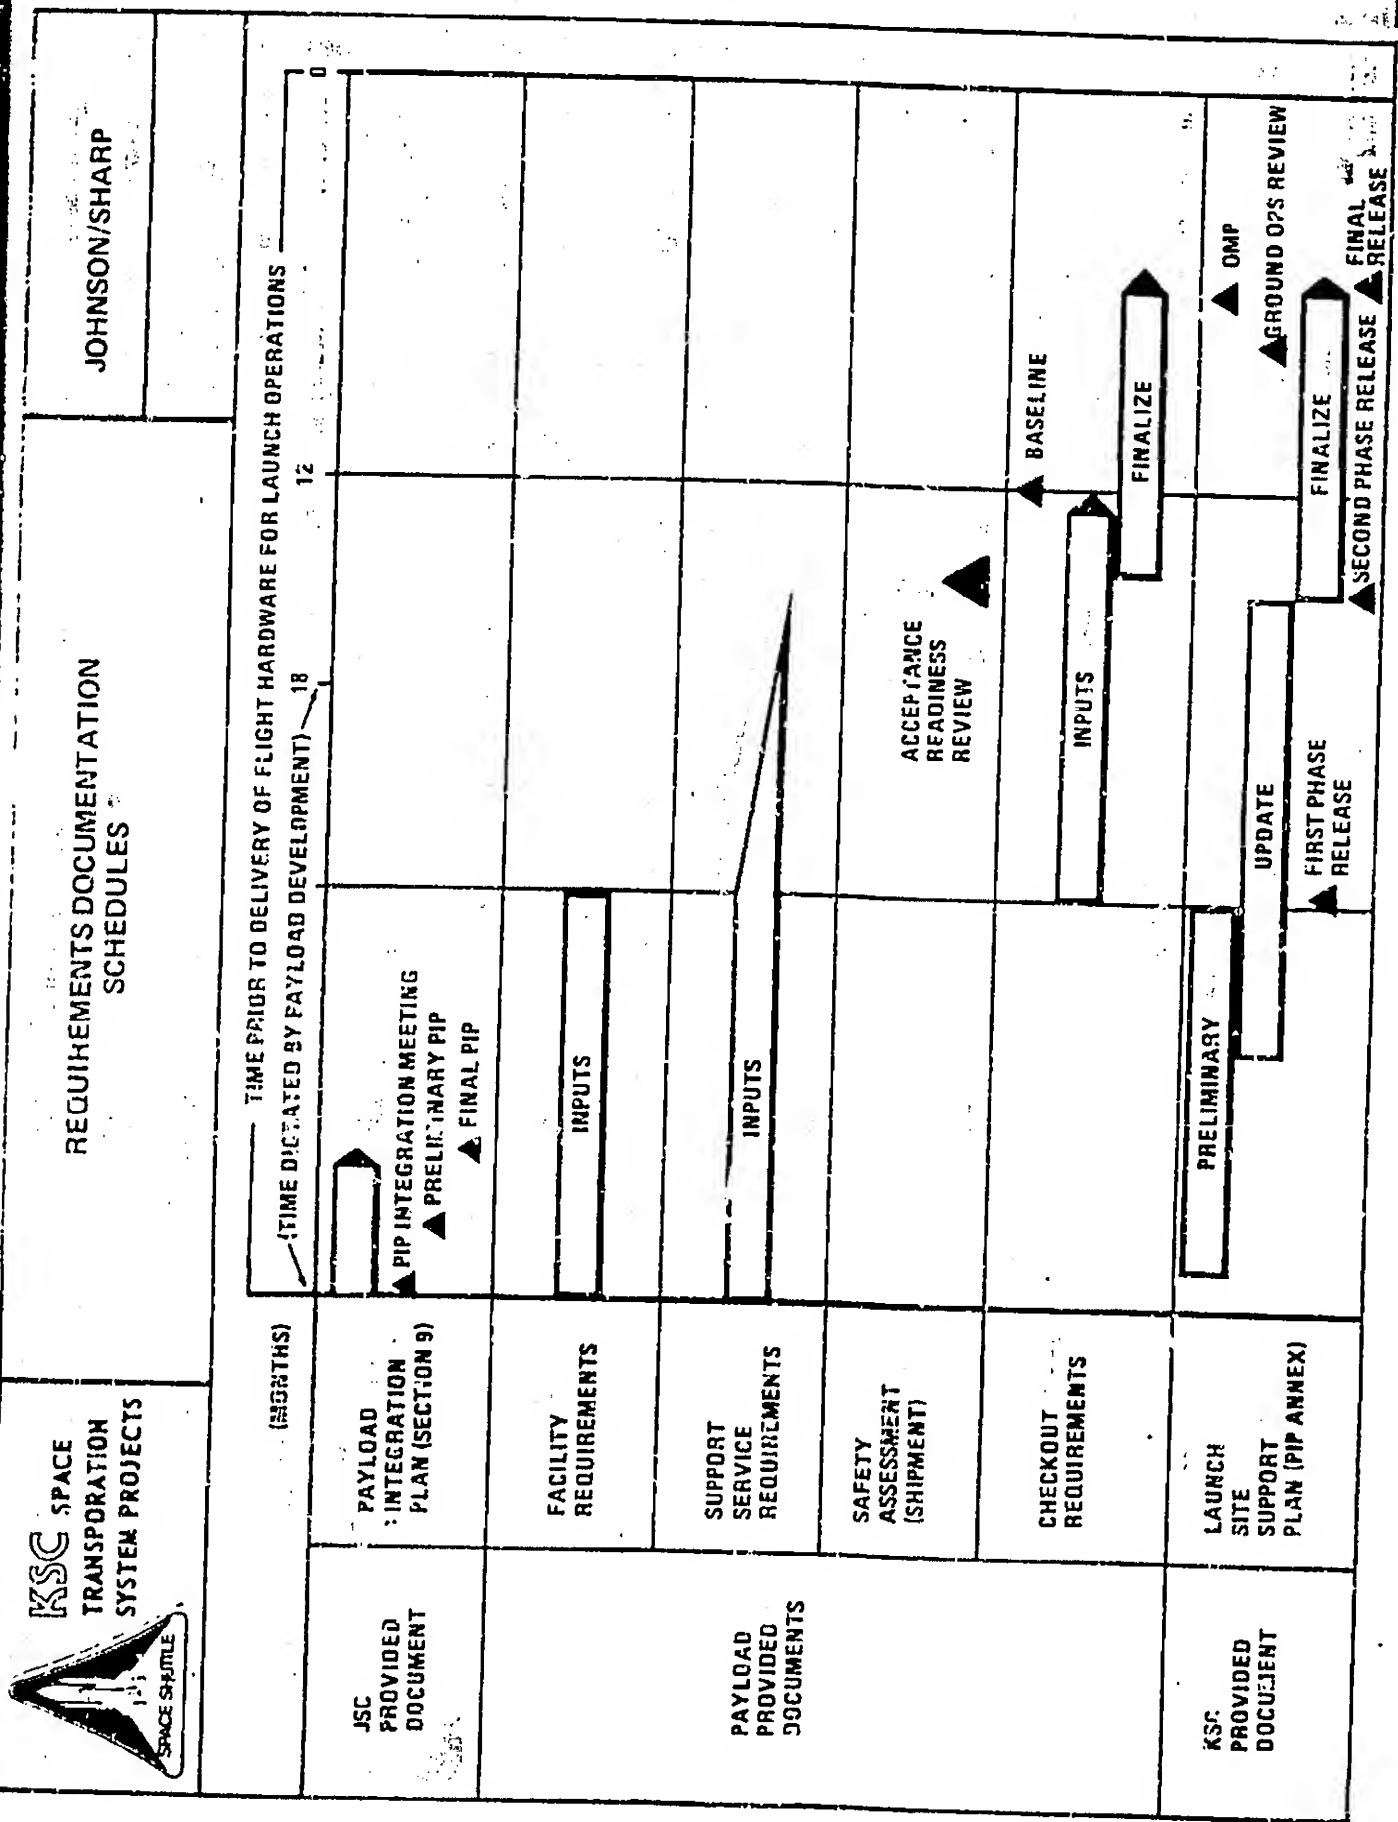 KSC SPACE
TRANSPORATION
SYSTEM PROJECTS
SPACE SHUTTLE
REQUIREMENTS DOCUMENTATION
SCHEDULES
JOHNSON/SHARP
(MONTHS)
TIME PRIOR TO DELIVERY OF FLIGHT HARDWARE FOR LAUNCH OPERATIONS
(TIME DICTATED BY PAYLOAD DEVELOPMENT)
18
12
0
JSC
PROVIDED
DOCUMENT
PAYLOAD
INTEGRATION
PLAN (SECTION 9)
PIP INTEGRATION MEETING
PRELIMINARY PIP
FINAL PIP
PAYLOAD
PROVIDED
DOCUMENTS
FACILITY
REQUIREMENTS
INPUTS
SUPPORT
SERVICE
REQUIREMENTS
INPUTS
SAFETY
ASSESSMENT
(SHIPMENT)
ACCEPTANCE
READINESS
REVIEW
CHECKOUT
REQUIREMENTS
BASELINE
INPUTS
FINALIZE
KSC
PROVIDED
DOCUMENT
LAUNCH
SITE
SUPPORT
PLAN (PIP ANNEX)
PRELIMINARY
OMP
UPDATE
GROUND OPS REVIEW
FIRST PHASE
RELEASE
FINALIZE
SECOND PHASE RELEASE
FINAL
RELEASE